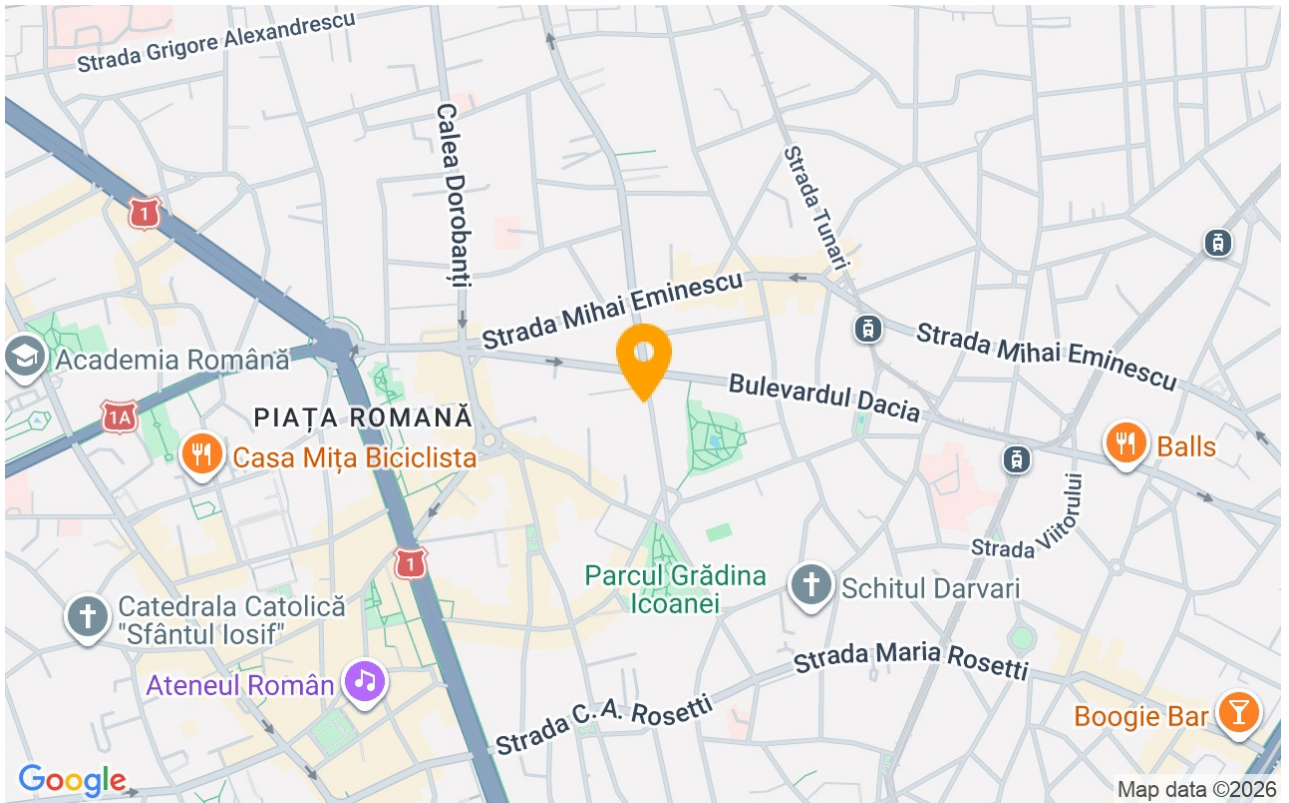 Strada Grigore Alexandrescu
Calea Dorobanți
Strada Tunari
1
Strada Mihai Eminescu
Strada Mihai Eminescu
Academia Română
1A
PIAȚA ROMANĂ
Bulevardul Dacia
Casa Mița Biciclista
Balls
Strada Viitorului
1
Parcul Grădina
Icoanei
Schitul Darvari
Catedrala Catolică
"Sfântul Iosif"
Strada Maria Rosetti
Ateneul Român
Strada C. A. Rosetti
Boogie Bar
Google
Map data ©2026